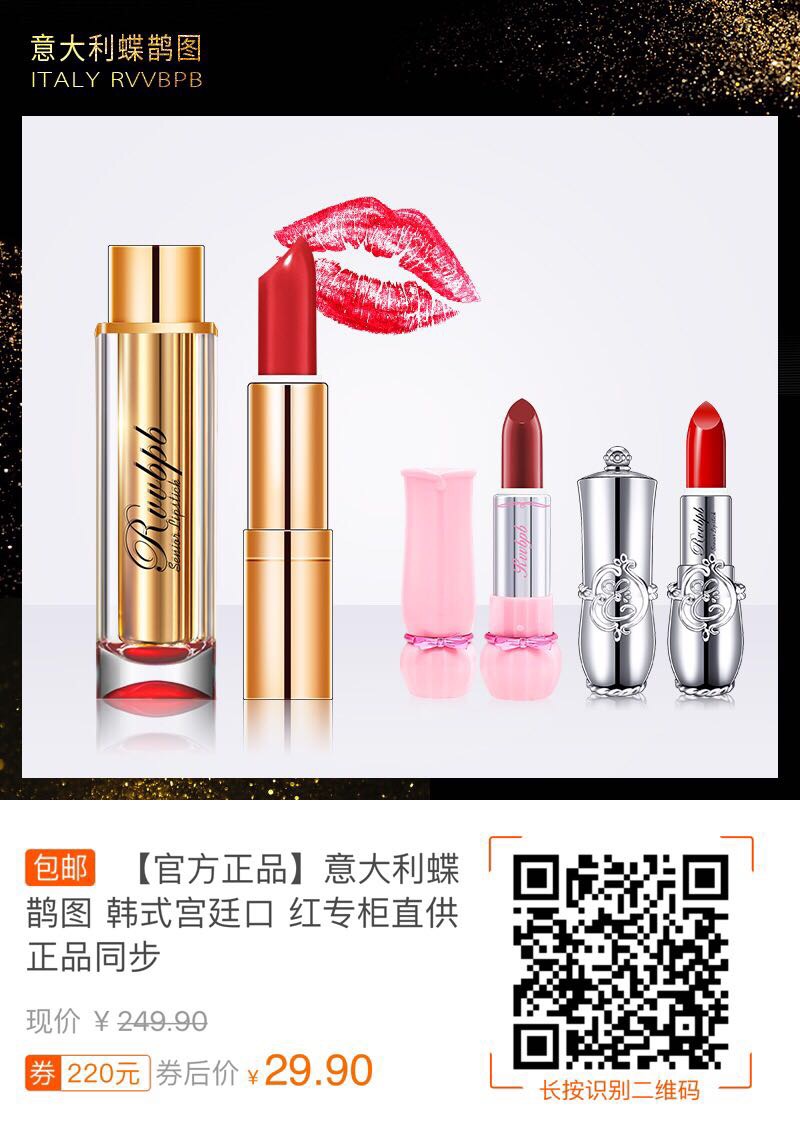 意大利蝶鹊图
ITALY RVVBPB
Rvvbpb
Senior Lipstick
Rvvbpb
Rvvbpb
包邮 【官方正品】意大利蝶
鹊图 韩式宫廷口 红专柜直供
正品同步
现价 ¥ 249.90
券 220元 券后价 ¥ 29.90
长按识别二维码